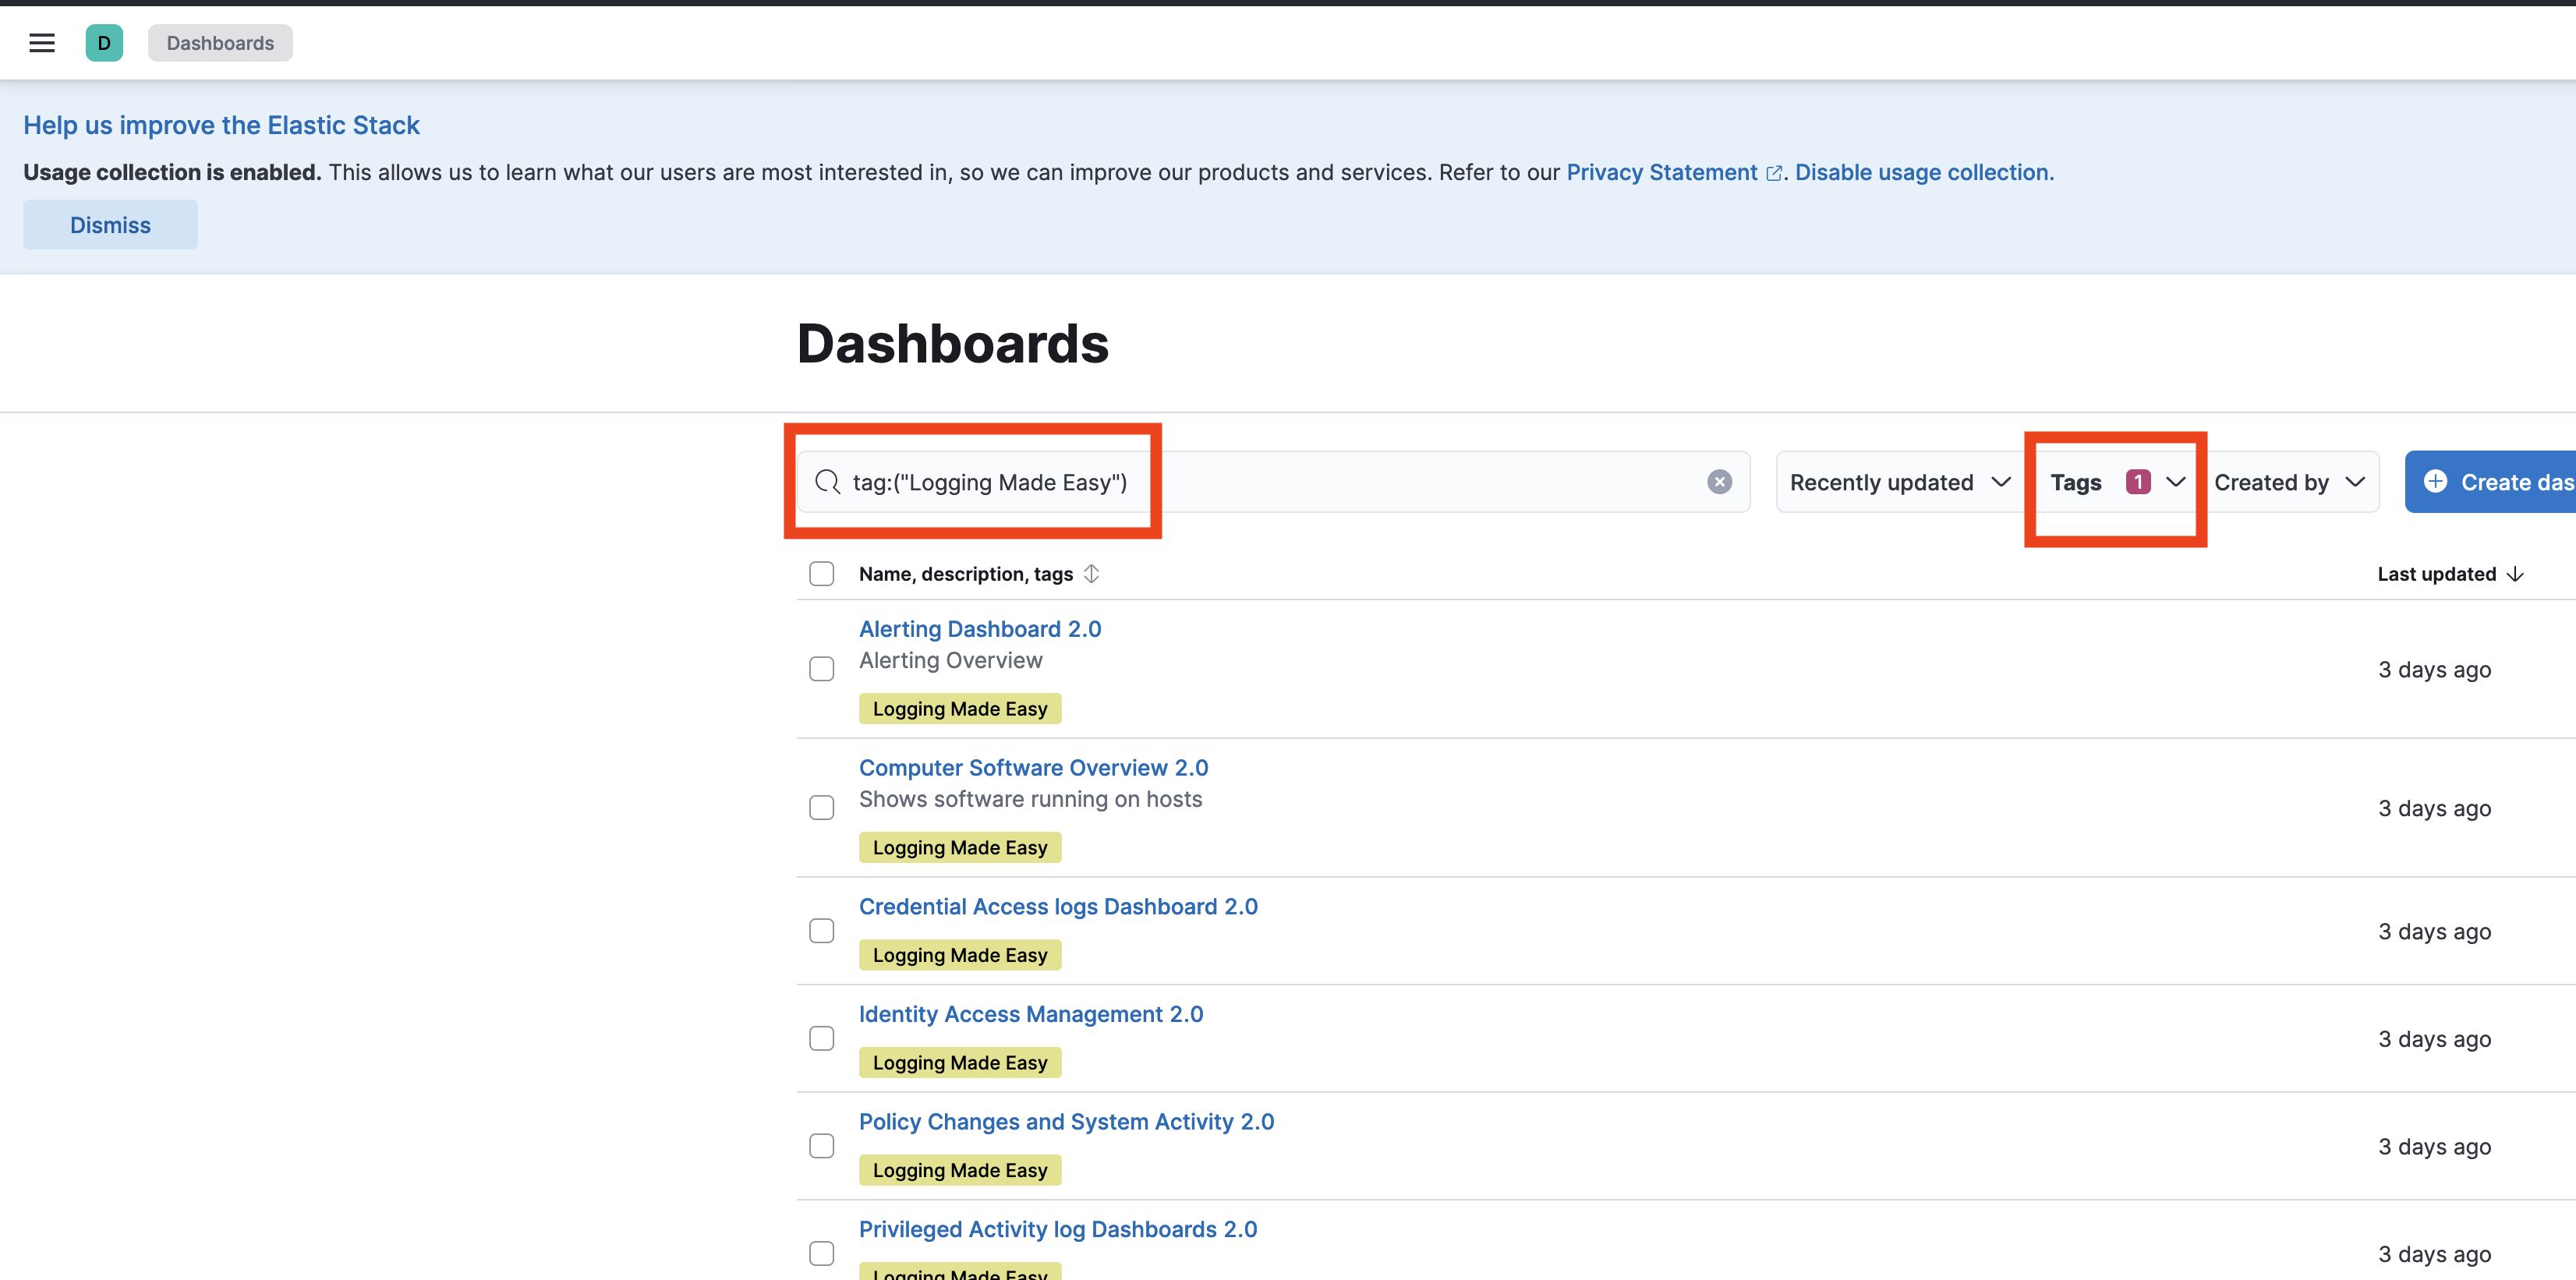 D Dashboards
Help us improve the Elastic Stack
Usage collection is enabled. This allows us to learn what our users are most interested in, so we can improve our products and services. Refer to our Privacy Statement. Disable usage collection.
Dismiss
Dashboards
tag:("Logging Made Easy") Recently updated Tags 1 Created by Create das
Name, description, tags Last updated
Alerting Dashboard 2.0
Alerting Overview
3 days ago
Logging Made Easy
Computer Software Overview 2.0
Shows software running on hosts
3 days ago
Logging Made Easy
Credential Access logs Dashboard 2.0
3 days ago
Logging Made Easy
Identity Access Management 2.0
3 days ago
Logging Made Easy
Policy Changes and System Activity 2.0
3 days ago
Logging Made Easy
Privileged Activity log Dashboards 2.0
3 days ago
Logging Made Easy